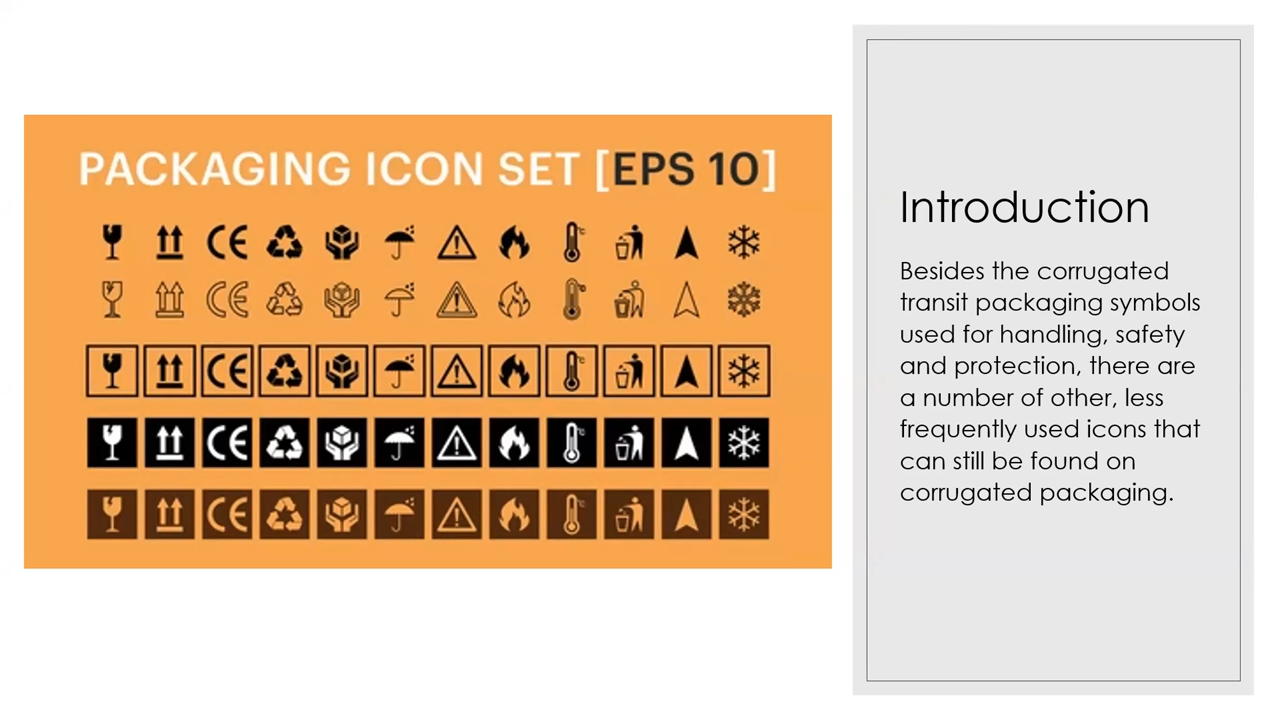 PACKAGING ICON SET [EPS 10]
Introduction
Besides the corrugated
transit packaging symbols
used for handling, safety
and protection, there are
a number of other, less
frequently used icons that
can still be found on
corrugated packaging.